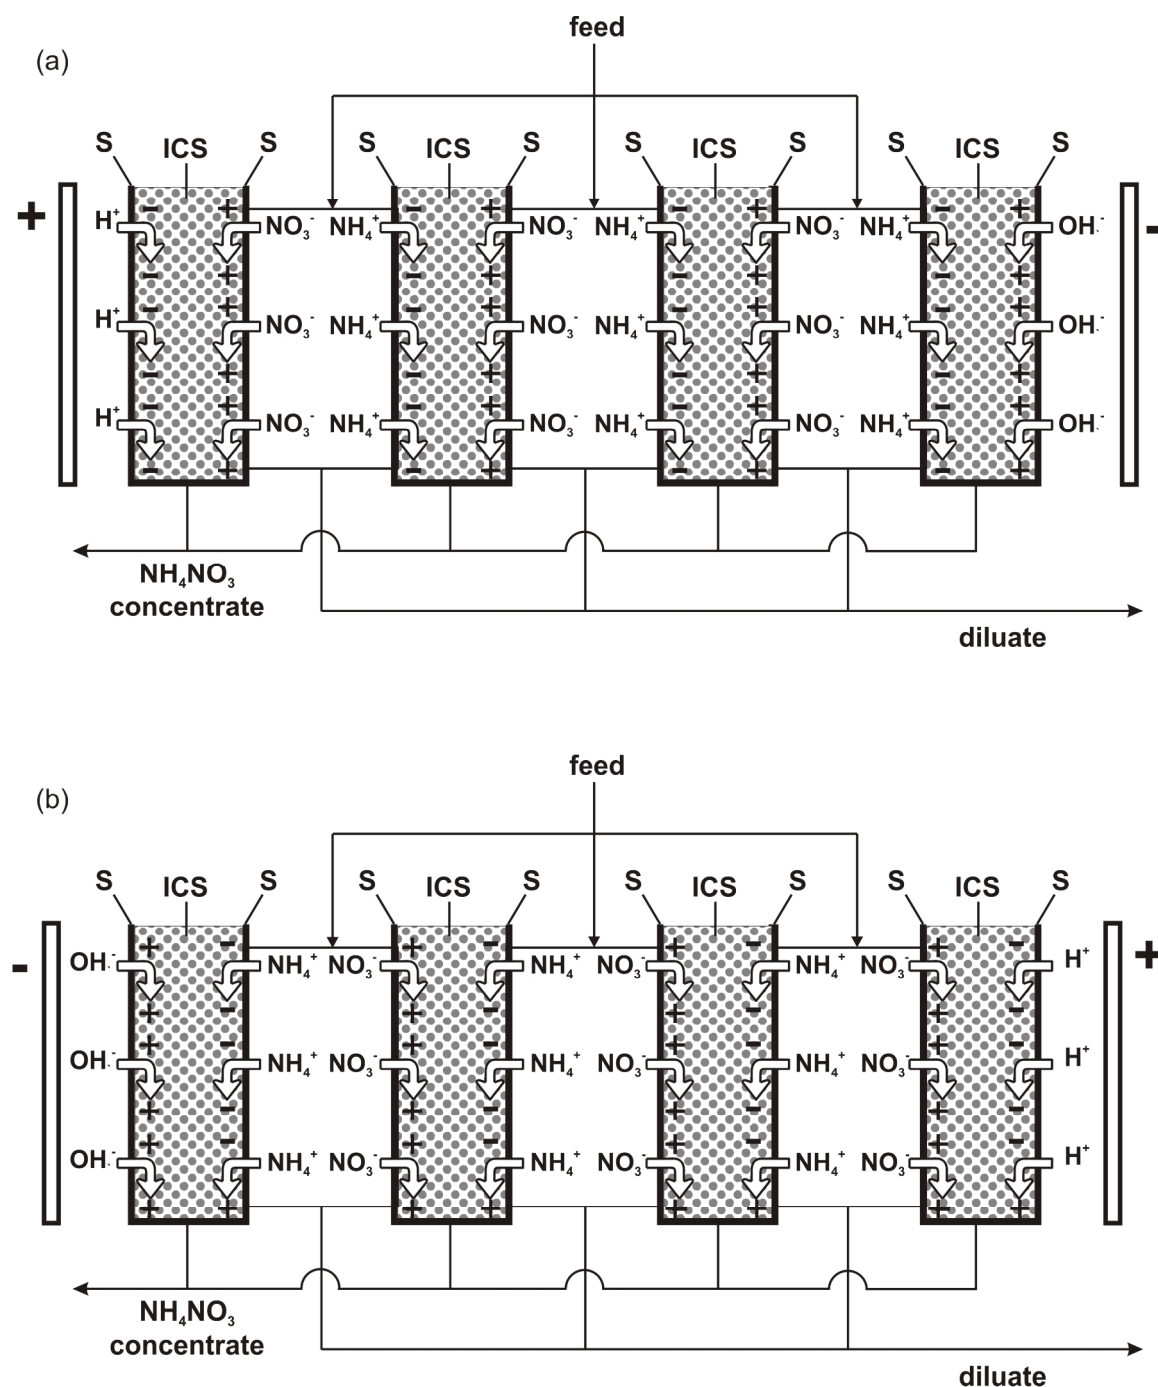 feed
(a)
S ICS S S ICS S S ICS S S ICS S
+ - + - + - + - + -
H⁺ NO₃⁻ NH₄⁺ NO₃⁻ NH₄⁺ NO₃⁻ NH₄⁺ OH⁻
- + - + - + - +
- + - + - + - +
H⁺ NO₃⁻ NH₄⁺ NO₃⁻ NH₄⁺ NO₃⁻ NH₄⁺ OH⁻
- + - + - + - +
- + - + - + - +
H⁺ NO₃⁻ NH₄⁺ NO₃⁻ NH₄⁺ NO₃⁻ NH₄⁺ OH⁻
- + - + - + - +
NH₄NO₃
concentrate
diluate
feed
(b)
S ICS S S ICS S S ICS S S ICS S
- + - + - + - + - +
OH⁻ NH₄⁺ NO₃⁻ NH₄⁺ NO₃⁻ NH₄⁺ NO₃⁻ H⁺
+ - + - + - + -
+ - + - + - + -
OH⁻ NH₄⁺ NO₃⁻ NH₄⁺ NO₃⁻ NH₄⁺ NO₃⁻ H⁺
+ - + - + - + -
+ - + - + - + -
OH⁻ NH₄⁺ NO₃⁻ NH₄⁺ NO₃⁻ NH₄⁺ NO₃⁻ H⁺
+ + + + + + + +
NH₄NO₃
concentrate
diluate